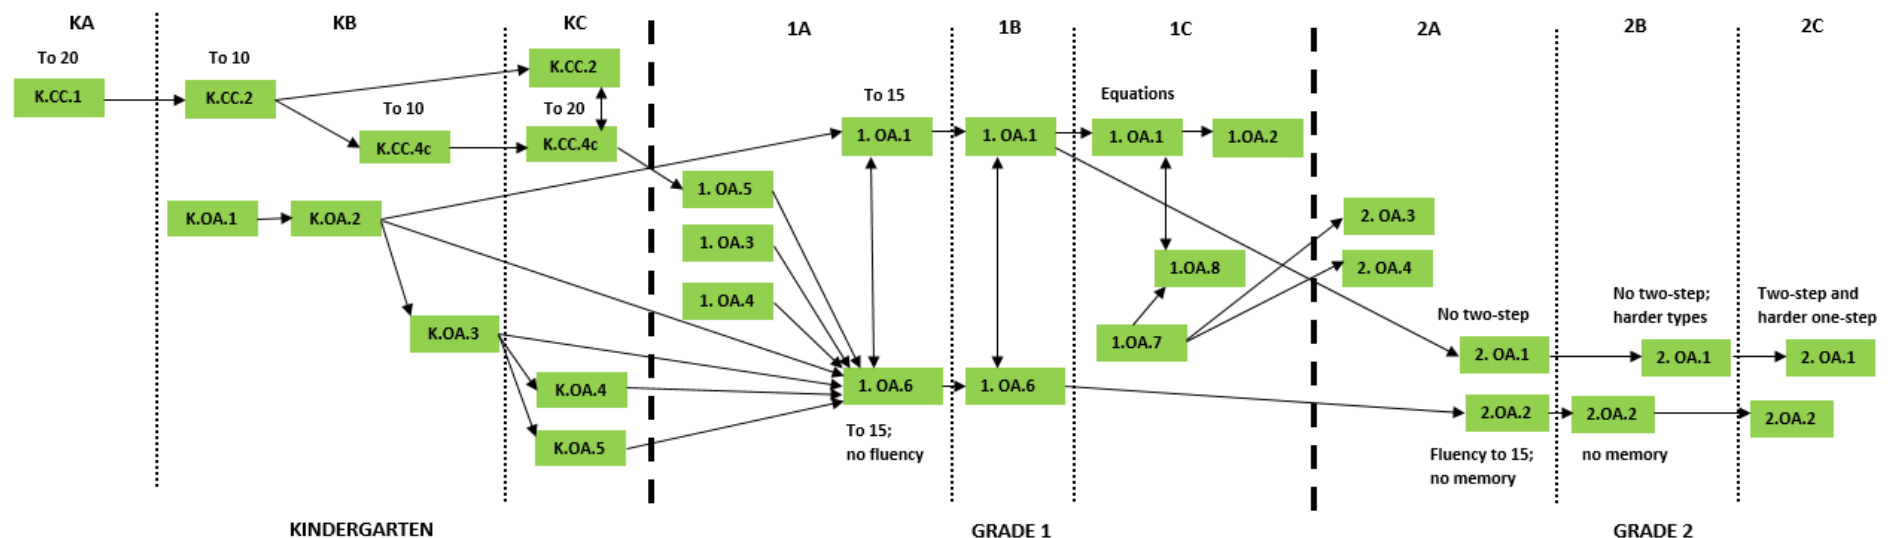 KA
KB
KC
1A
1B
1C
2A
2B
2C
To 20
K.CC.1
To 10
K.CC.2
To 10
K.CC.4c
K.OA.1
K.OA.2
K.OA.3
K.CC.2
To 20
K.CC.4c
K.OA.4
K.OA.5
1. OA.5
1. OA.3
1. OA.4
To 15
1. OA.1
1. OA.6
To 15;
no fluency
1. OA.1
1. OA.6
Equations
1. OA.1
1.OA.2
1.OA.8
1.OA.7
2. OA.3
2. OA.4
No two-step
2. OA.1
2.OA.2
Fluency to 15;
no memory
No two-step;
harder types
2. OA.1
2.OA.2
no memory
Two-step and
harder one-step
2. OA.1
2.OA.2
KINDERGARTEN
GRADE 1
GRADE 2